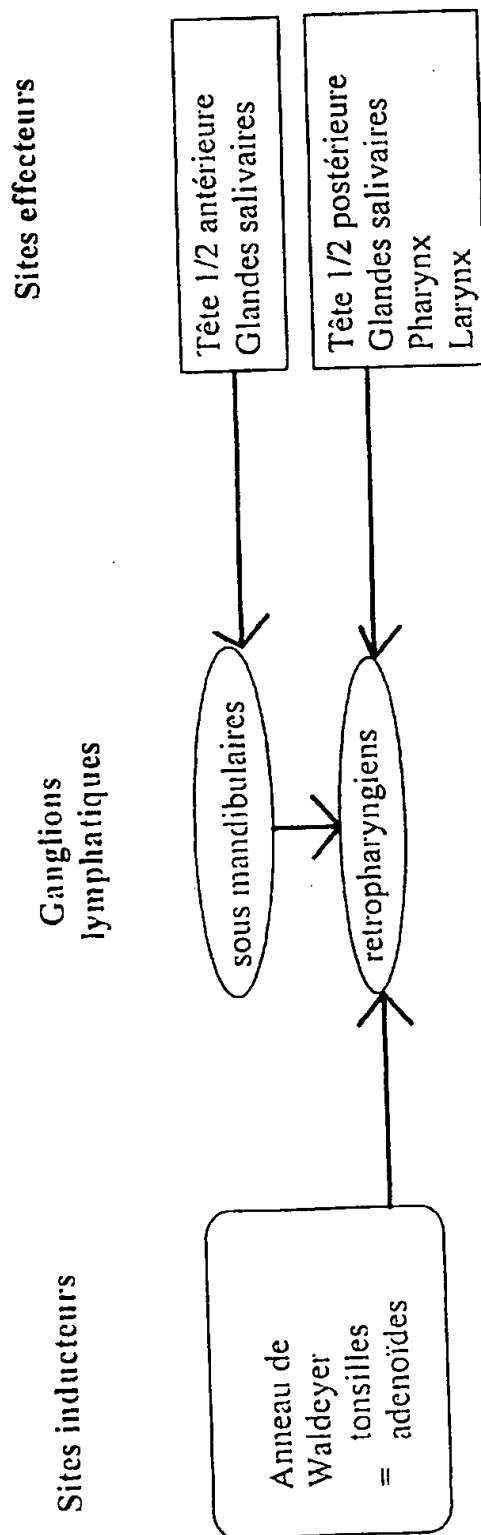 Sites inducteurs
Ganglions
lymphatiques
Sites effecteurs
Anneau de
Waldeyer
tonsilles
=
adenoïdes
sous mandibulaires
retropharyngiens
Tête 1/2 antérieure
Glandes salivaires
Tête 1/2 postérieure
Glandes salivaires
Pharynx
Larynx